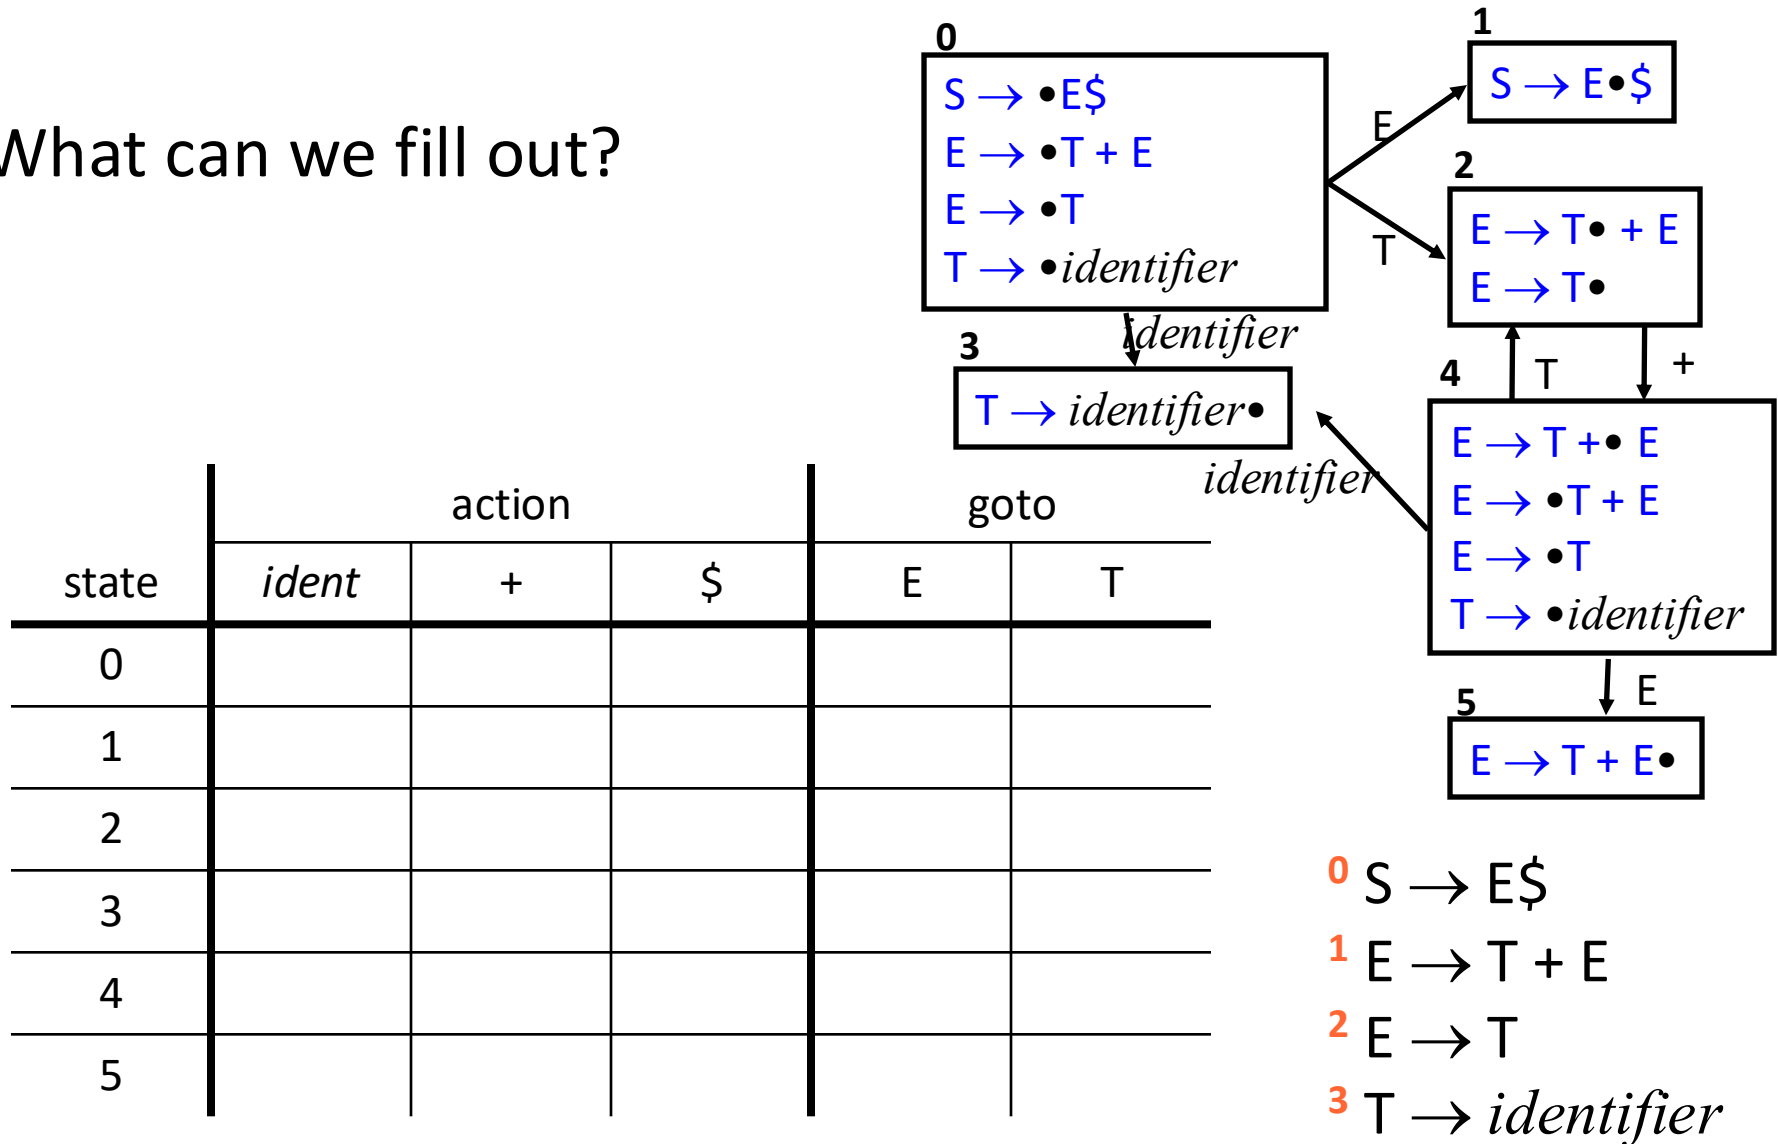 What can we fill out?
0
S → •E$
E → •T + E
E → •T
T → •identifier
E
T
identifier
1
S → E•$
2
E → T• + E
E → T•
T
+
3
T → identifier•
identifier
4
E → T +• E
E → •T + E
E → •T
T → •identifier
E
5
E → T + E•
action goto
state ident + $ E T
0
1
2
3
4
5
0 S → E$
1 E → T + E
2 E → T
3 T → identifier